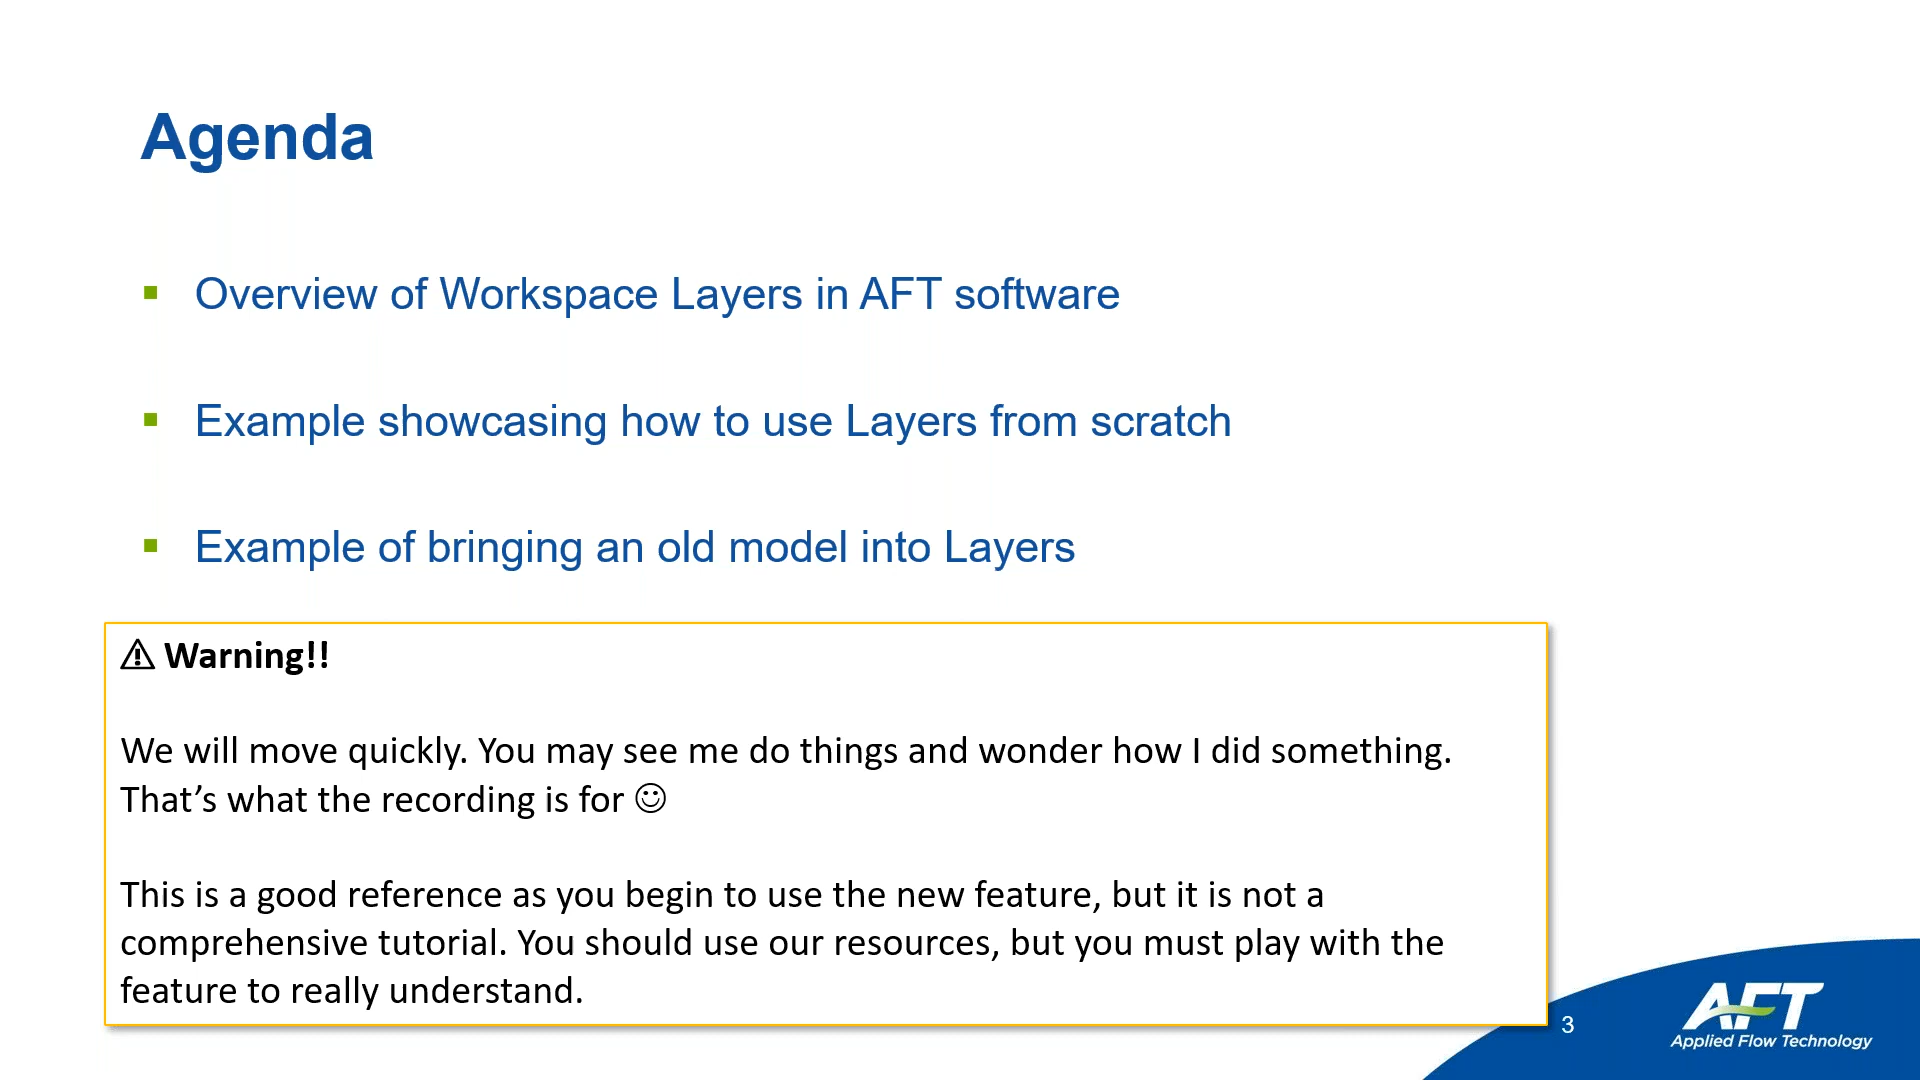 Agenda
▪ Overview of Workspace Layers in AFT software
▪ Example showcasing how to use Layers from scratch
▪ Example of bringing an old model into Layers
⚠ Warning!!
We will move quickly. You may see me do things and wonder how I did something.
That’s what the recording is for ☺
This is a good reference as you begin to use the new feature, but it is not a
comprehensive tutorial. You should use our resources, but you must play with the
feature to really understand.
3
AFT
Applied Flow Technology